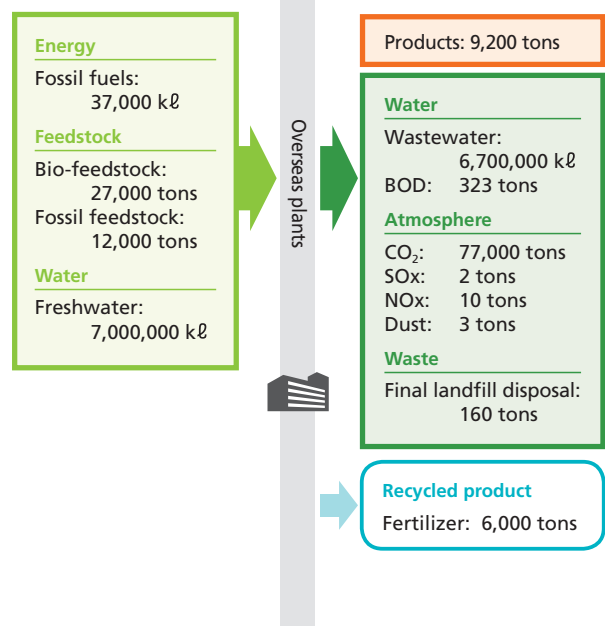 Energy
Fossil fuels:
37,000 kℓ
Feedstock
Bio-feedstock:
27,000 tons
Fossil feedstock:
12,000 tons
Water
Freshwater:
7,000,000 kℓ
Overseas plants
Products: 9,200 tons
Water
Wastewater:
6,700,000 kℓ
BOD: 323 tons
Atmosphere
CO₂: 77,000 tons
SOx: 2 tons
NOx: 10 tons
Dust: 3 tons
Waste
Final landfill disposal:
160 tons
Recycled product
Fertilizer: 6,000 tons